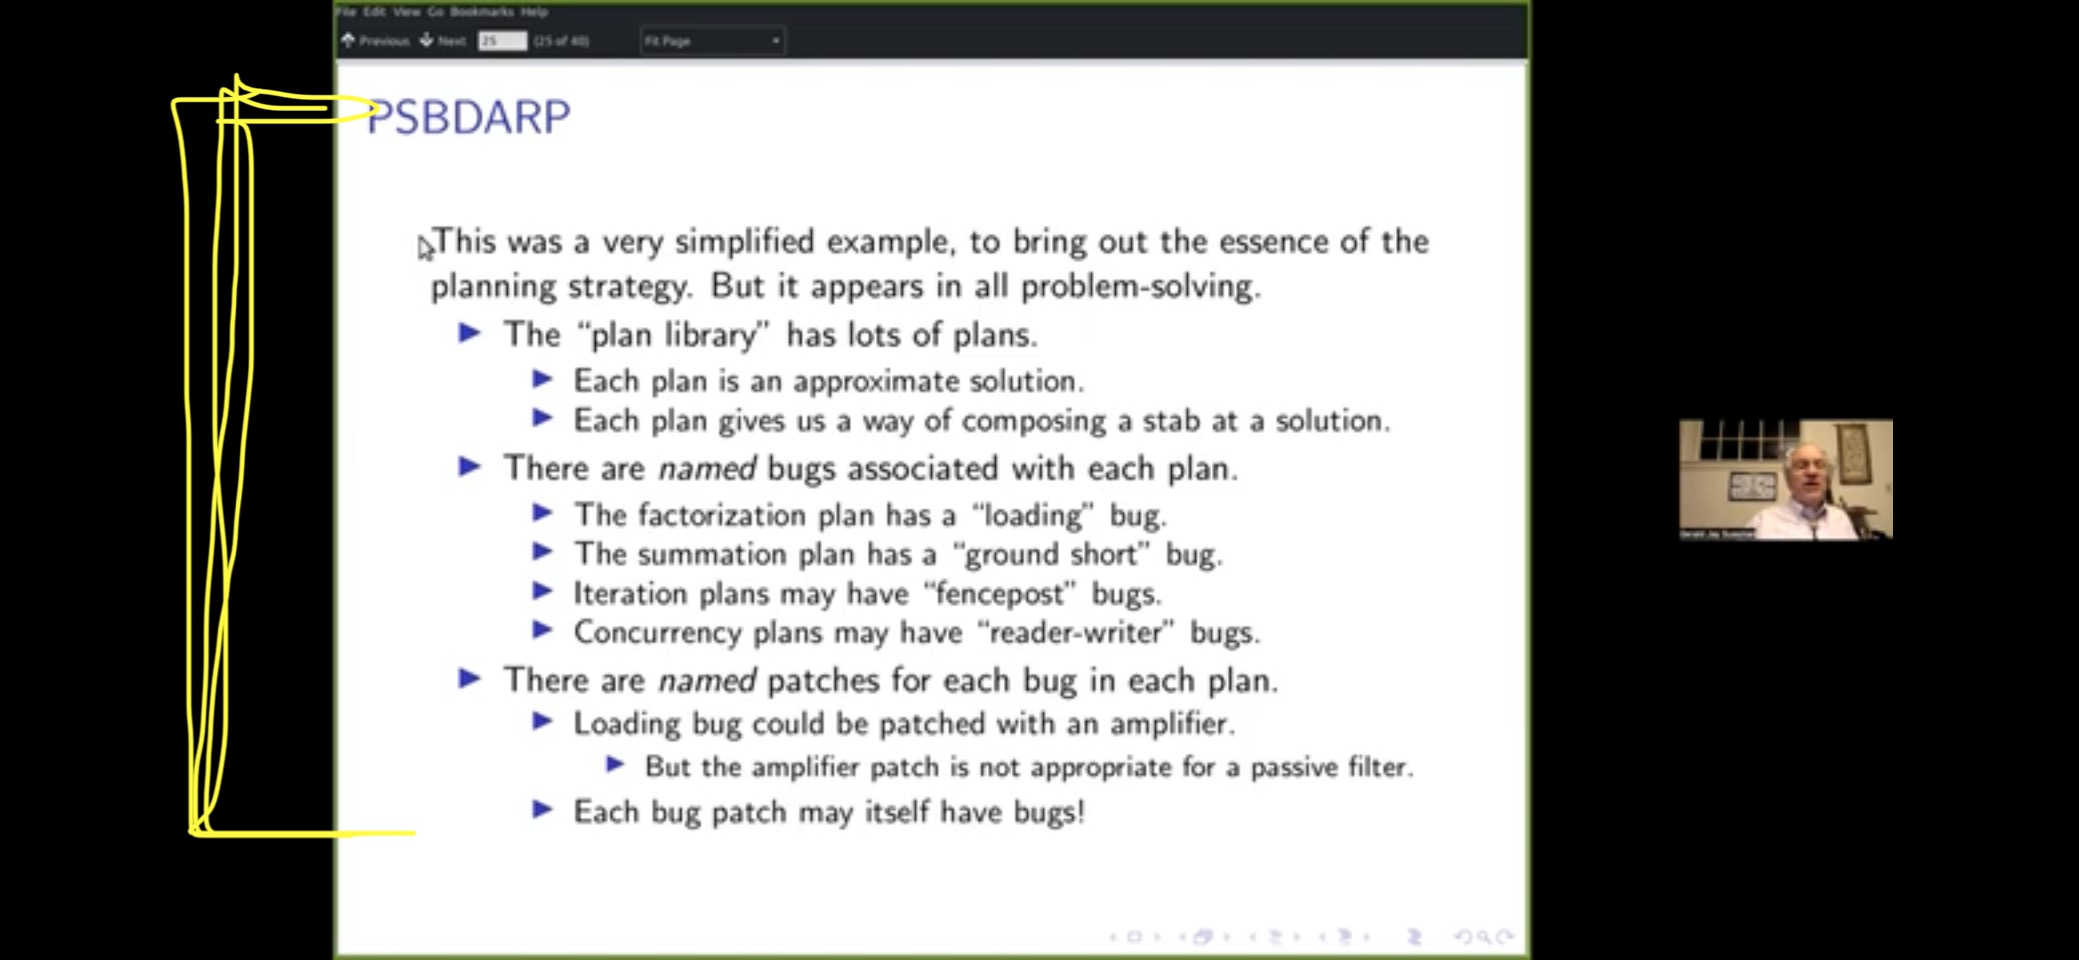 File Edit View Go Bookmarks Help
Previous Next 25 (25 of 40) Fit Page
PSBDARP
This was a very simplified example, to bring out the essence of the
planning strategy. But it appears in all problem-solving.
The “plan library” has lots of plans.
Each plan is an approximate solution.
Each plan gives us a way of composing a stab at a solution.
There are named bugs associated with each plan.
The factorization plan has a “loading” bug.
The summation plan has a “ground short” bug.
Iteration plans may have “fencepost” bugs.
Concurrency plans may have “reader-writer” bugs.
There are named patches for each bug in each plan.
Loading bug could be patched with an amplifier.
But the amplifier patch is not appropriate for a passive filter.
Each bug patch may itself have bugs!